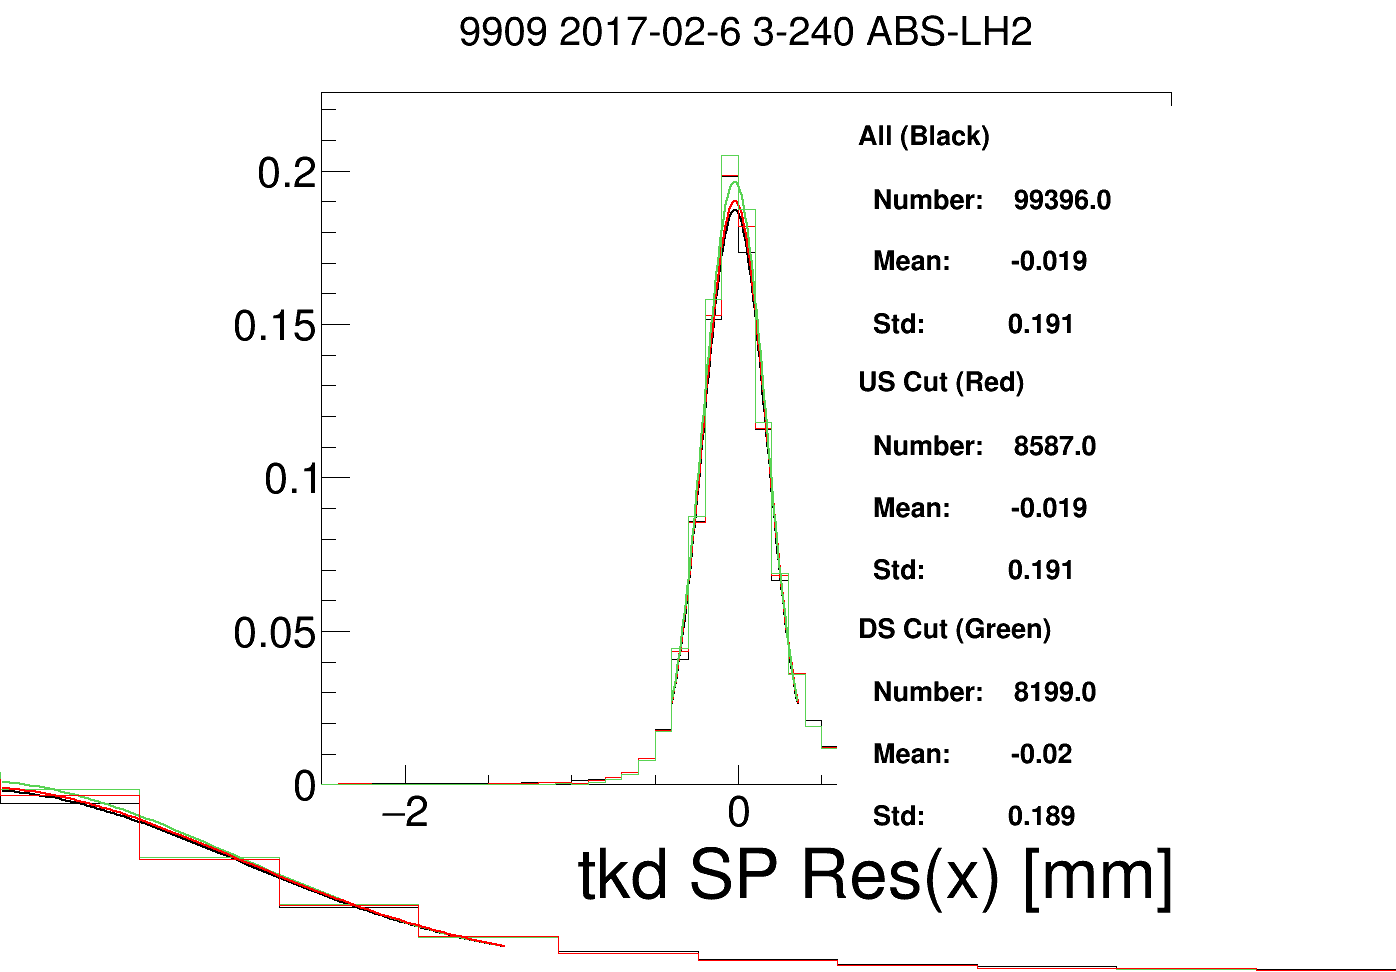 9909 2017-02-6 3-240 ABS-LH2
All (Black)
0.2
Number: 99396.0
Mean: -0.019
Std: 0.191
0.15
US Cut (Red)
Number: 8587.0
0.1
Mean: -0.019
Std: 0.191
DS Cut (Green)
0.05
Number: 8199.0
Mean: -0.02
0
−2 0
Std: 0.189
tkd SP Res(x) [mm]